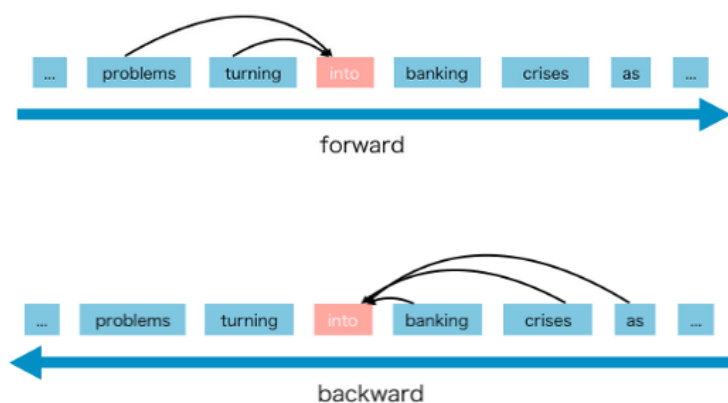 ... problems turning into banking crises as ...
forward
... problems turning into banking crises as ...
backward